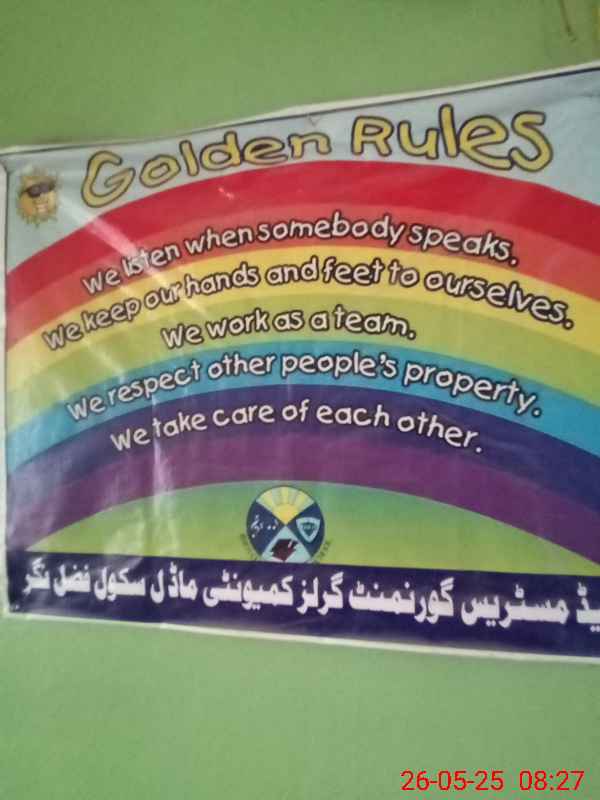 Golden Rules
We listen when somebody speaks.
We keep our hands and feet to ourselves.
We work as a team.
We respect other people's property.
We take care of each other.
مسٹریس گورنمنٹ گرلز کمیونٹی ماڈل سکول فضل نگر
26-05-25 08:27